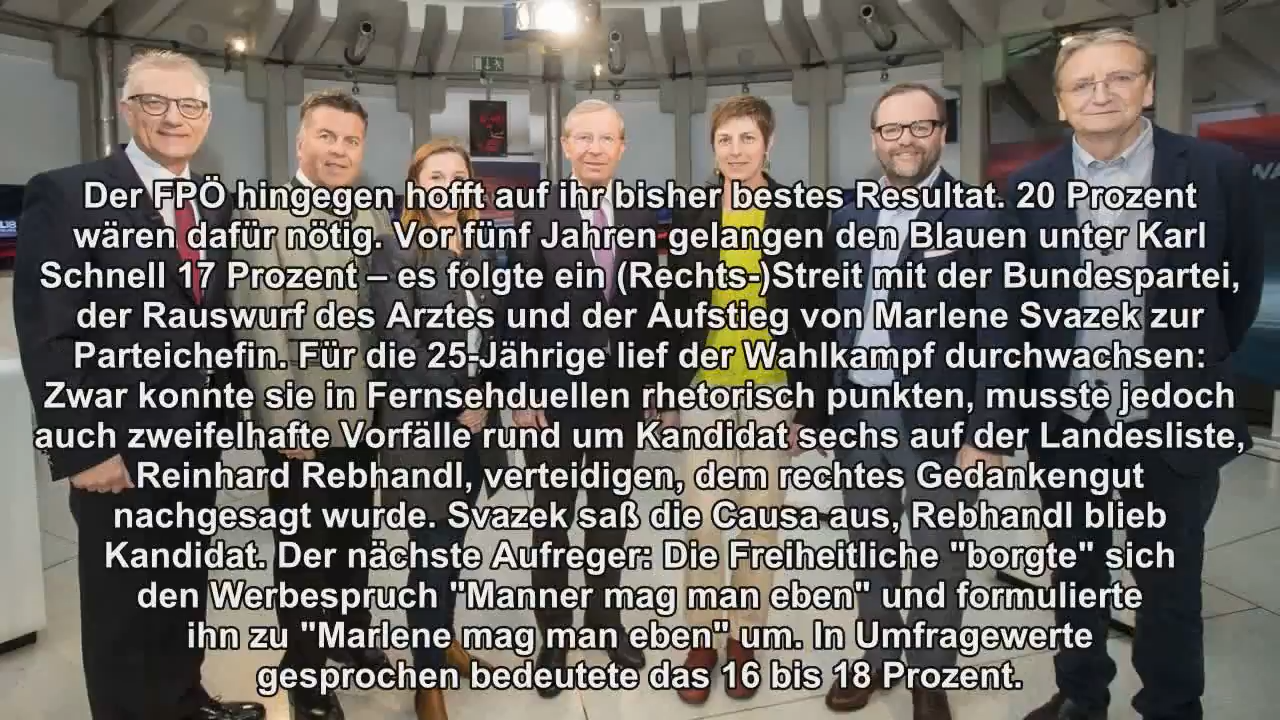 Der FPÖ hingegen hofft auf ihr bisher bestes Resultat. 20 Prozent
wären dafür nötig. Vor fünf Jahren gelangen den Blauen unter Karl
Schnell 17 Prozent – es folgte ein (Rechts-)Streit mit der Bundespartei,
der Rauswurf des Arztes und der Aufstieg von Marlene Svazek zur
Parteichefin. Für die 25-Jährige lief der Wahlkampf durchwachsen:
Zwar konnte sie in Fernsehduellen rhetorisch punkten, musste jedoch
auch zweifelhafte Vorfälle rund um Kandidat sechs auf der Landesliste,
Reinhard Rebhandl, verteidigen, dem rechtes Gedankengut
nachgesagt wurde. Svazek saß die Causa aus, Rebhandl blieb
Kandidat. Der nächste Aufreger: Die Freiheitliche "borgte" sich
den Werbespruch "Manner mag man eben" und formulierte
ihn zu "Marlene mag man eben" um. In Umfragewerte
gesprochen bedeutete das 16 bis 18 Prozent.